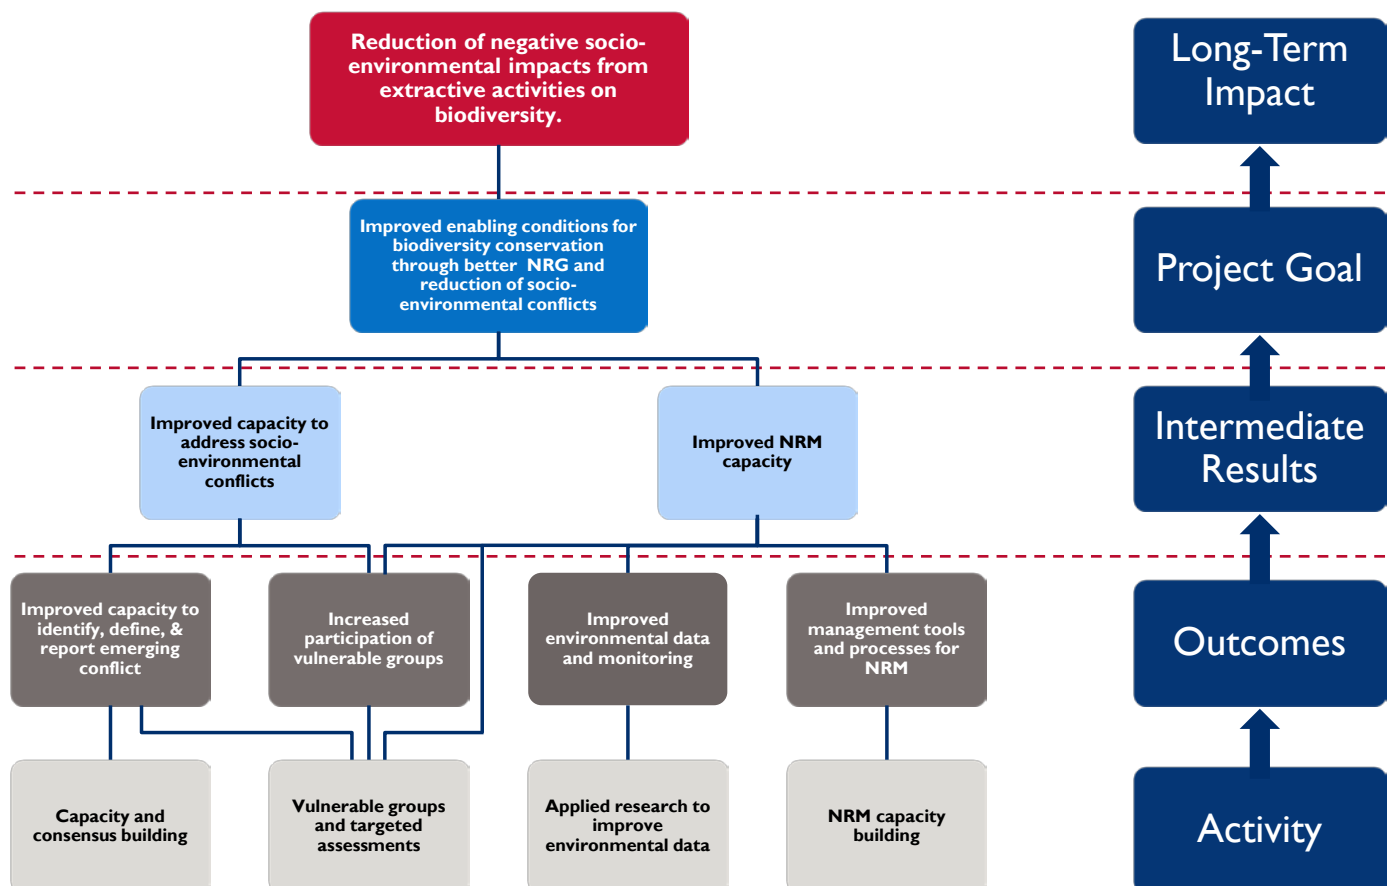 Reduction of negative socio-
environmental impacts from
extractive activities on
biodiversity.
Long-Term
Impact
Improved enabling conditions for
biodiversity conservation
through better NRG and
reduction of socio-
environmental conflicts
Project Goal
Improved capacity to
address socio-
environmental
conflicts
Improved NRM
capacity
Intermediate
Results
Improved capacity to
identify, define, &
report emerging
conflict
Increased
participation of
vulnerable groups
Improved
environmental data
and monitoring
Improved
management tools
and processes for
NRM
Outcomes
Capacity and
consensus building
Vulnerable groups
and targeted
assessments
Applied research to
improve
environmental data
NRM capacity
building
Activity